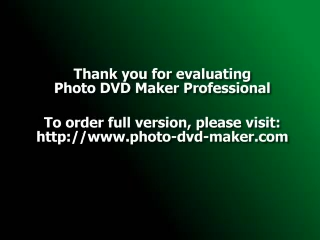 Thank you for evaluating
Photo DVD Maker Professional
To order full version, please visit:
http://www.photo-dvd-maker.com